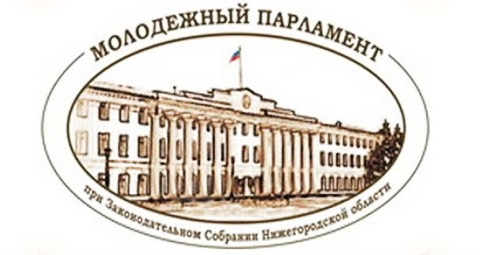 МОЛОДЕЖНЫЙ ПАРЛАМЕНТ
при Законодательном Собрании Нижегородской области